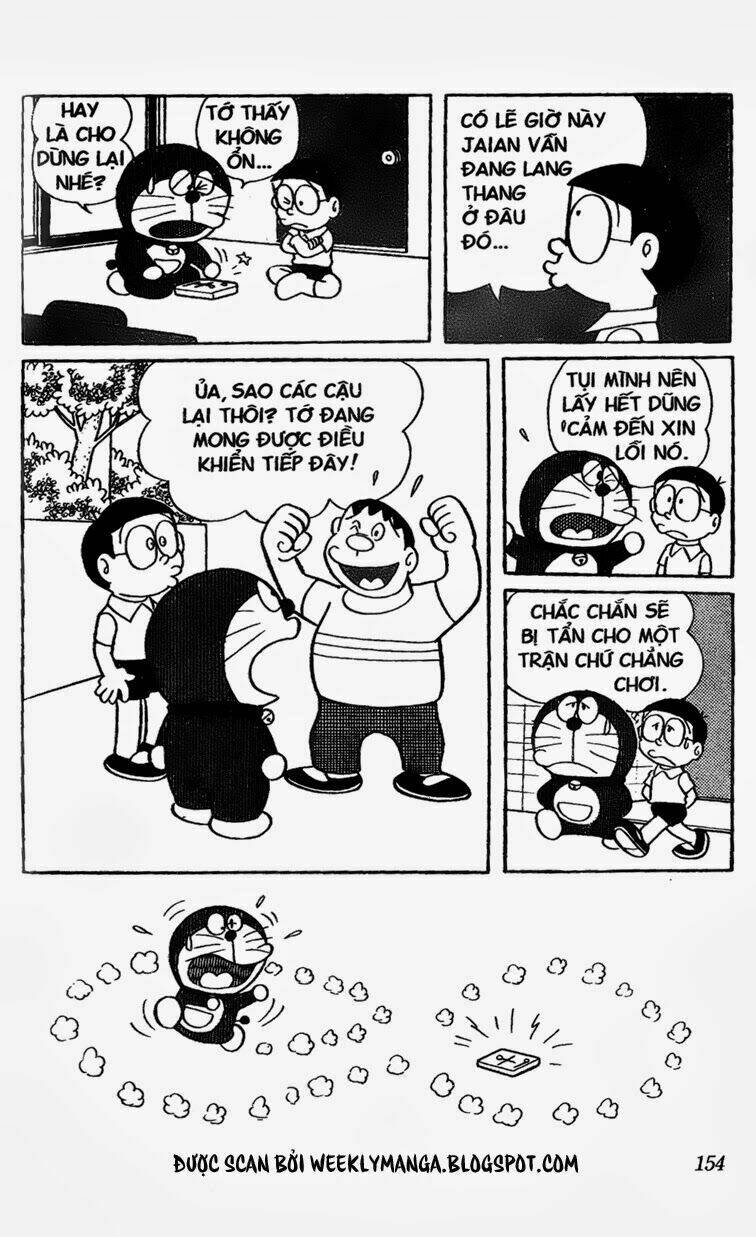 HAY
LÀ CHO
DỪNG LẠI
NHÉ?
TỚ THẤY
KHÔNG
ỔN...
CÓ LẼ GIỜ NÀY
JAIAN VẪN
ĐANG LANG
THANG
Ở ĐÂU
ĐÓ...
ỦA, SAO CÁC CẬU
LẠI THÔI? TỚ ĐANG
MONG ĐƯỢC ĐIỀU
KHIỂN TIẾP ĐÂY!
TỤI MÌNH NÊN
LẤY HẾT DŨNG
CẢM ĐẾN XIN
LỖI NÓ.
CHẮC CHẮN SẼ
BỊ TẨN CHO MỘT
TRẬN CHỨ CHẲNG
CHƠI.
ĐƯỢC SCAN BỞI WEEKLYMANGA.BLOGSPOT.COM
154